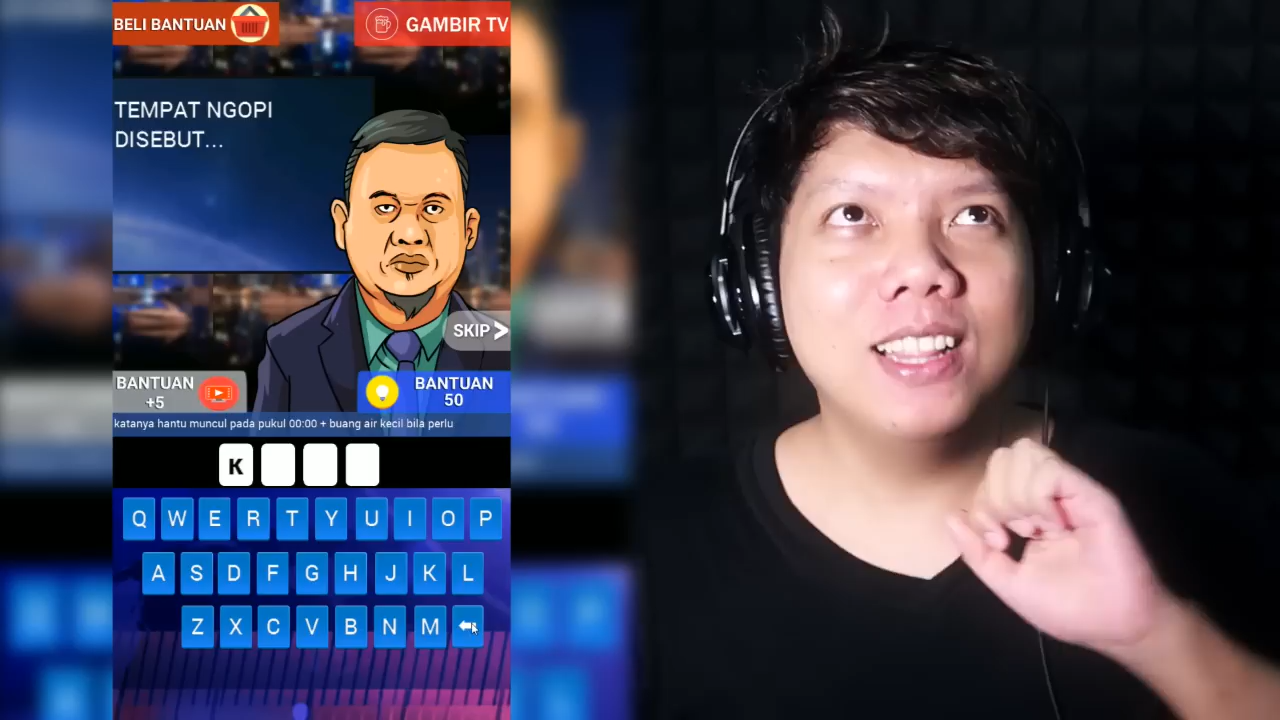 BELI BANTUAN
GAMBIR TV
TEMPAT NGOPI
DISEBUT...
SKIP
BANTUAN
+5
BANTUAN
50
katanya hantu muncul pada pukul 00:00 + buang air kecil bila perlu
K
Q W E R T Y U I O P
A S D F G H J K L
Z X C V B N M